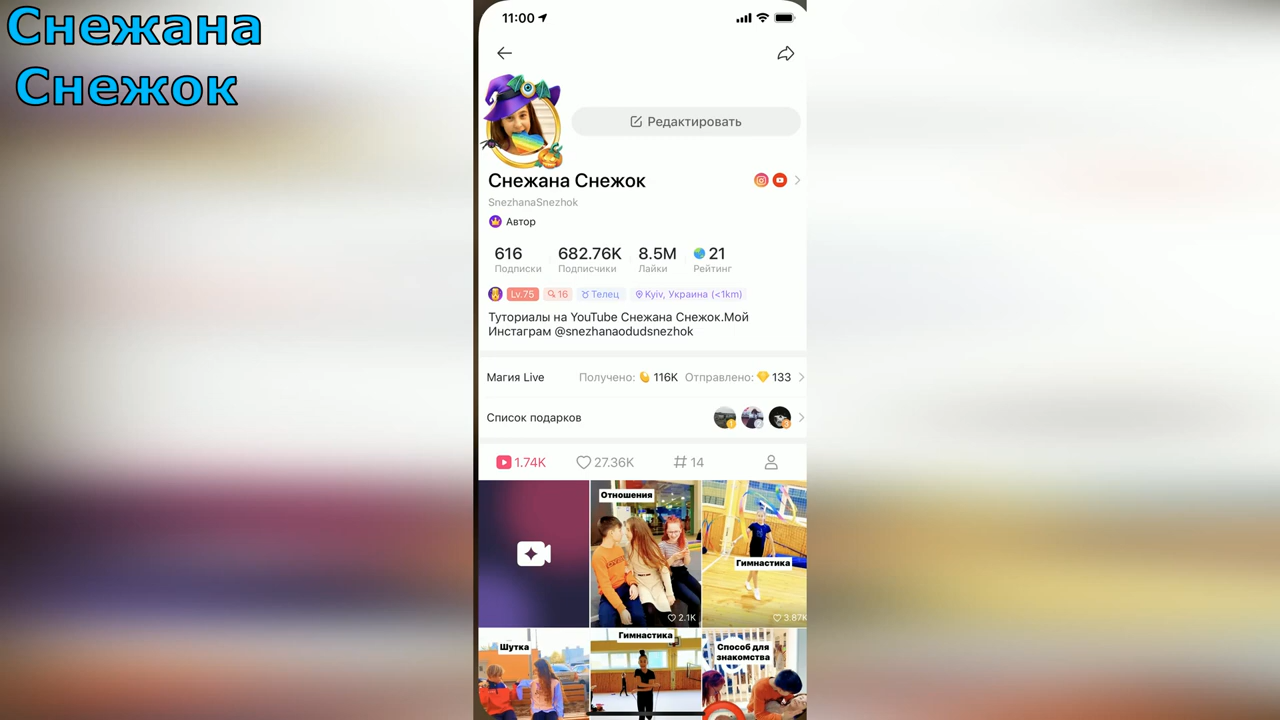 Снежана
Снежок
11:00
Редактировать
Снежана Снежок
SnezhanaSnezhok
Автор
616 682.76K 8.5M 21
Подписки Подписчики Лайки Рейтинг
Lv.75 16 Телец Kyiv, Украина (<1km)
Туториалы на YouTube Снежана Снежок.Мой
Инстаграм @snezhanaodudsnezhok
Магия Live Получено: 116K Отправлено: 133
Список подарков
1.74K 27.36K # 14
Отношения
Гимнастика
2.1K
3.87K
Шутка
Гимнастика
Способ для
знакомства